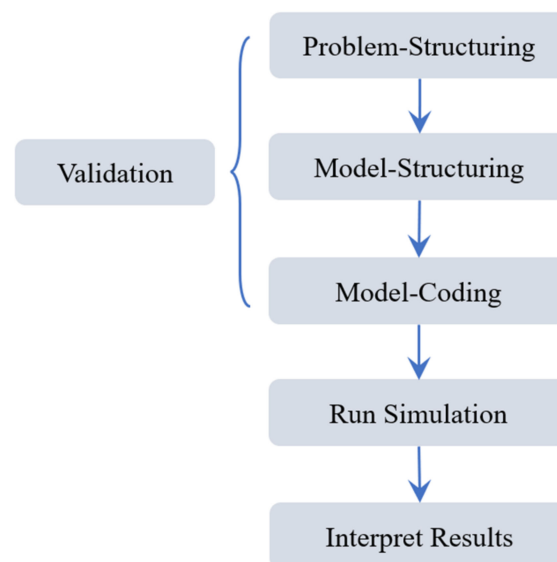 Problem-Structuring
Validation
Model-Structuring
Model-Coding
Run Simulation
Interpret Results